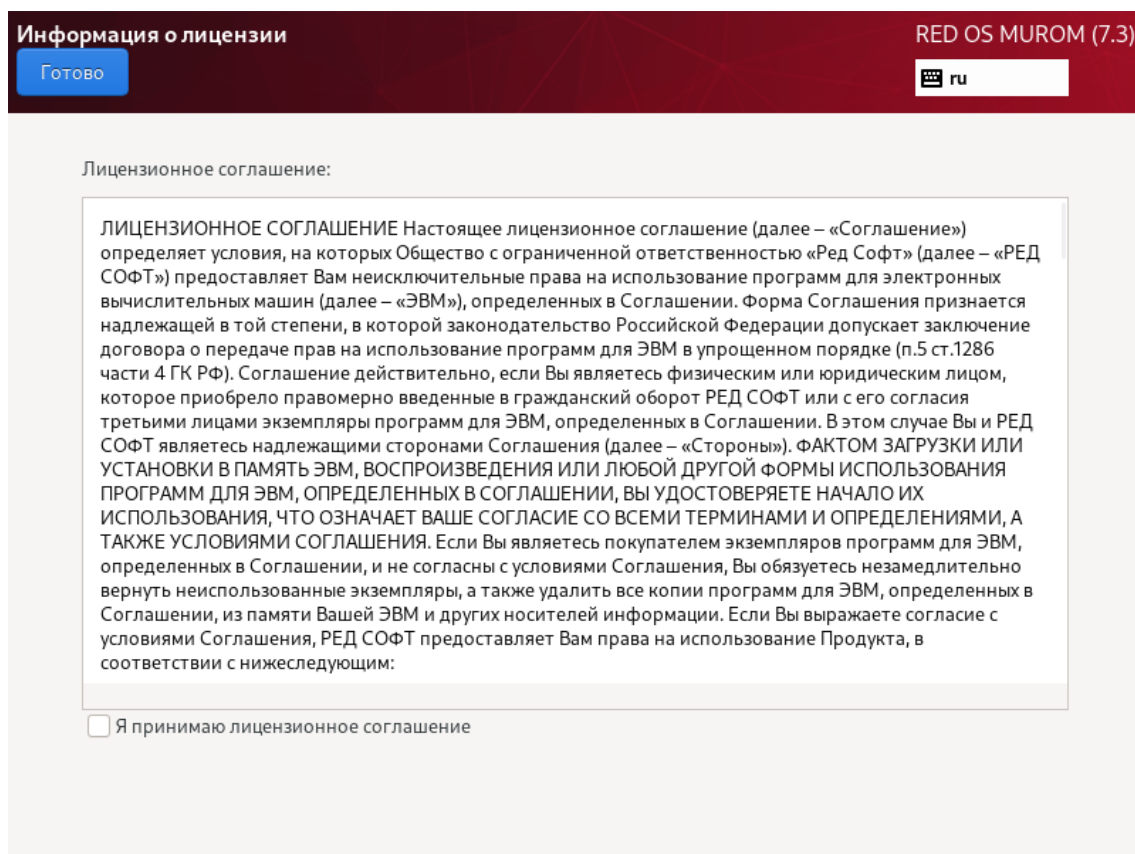 Информация о лицензии
RED OS MUROM (7.3)
Готово
ru
Лицензионное соглашение:
ЛИЦЕНЗИОННОЕ СОГЛАШЕНИЕ Настоящее лицензионное соглашение (далее – «Соглашение»)
определяет условия, на которых Общество с ограниченной ответственностью «Ред Софт» (далее – «РЕД
СОФТ») предоставляет Вам неисключительные права на использование программ для электронных
вычислительных машин (далее – «ЭВМ»), определенных в Соглашении. Форма Соглашения признается
надлежащей в той степени, в которой законодательство Российской Федерации допускает заключение
договора о передаче прав на использование программ для ЭВМ в упрощенном порядке (п.5 ст.1286
части 4 ГК РФ). Соглашение действительно, если Вы являетесь физическим или юридическим лицом,
которое приобрело правомерно введенные в гражданский оборот РЕД СОФТ или с его согласия
третьими лицами экземпляры программ для ЭВМ, определенных в Соглашении. В этом случае Вы и РЕД
СОФТ являетесь надлежащими сторонами Соглашения (далее – «Стороны»). ФАКТОМ ЗАГРУЗКИ ИЛИ
УСТАНОВКИ В ПАМЯТЬ ЭВМ, ВОСПРОИЗВЕДЕНИЯ ИЛИ ЛЮБОЙ ДРУГОЙ ФОРМЫ ИСПОЛЬЗОВАНИЯ
ПРОГРАММ ДЛЯ ЭВМ, ОПРЕДЕЛЕННЫХ В СОГЛАШЕНИИ, ВЫ УДОСТОВЕРЯЕТЕ НАЧАЛО ИХ
ИСПОЛЬЗОВАНИЯ, ЧТО ОЗНАЧАЕТ ВАШЕ СОГЛАСИЕ СО ВСЕМИ ТЕРМИНАМИ И ОПРЕДЕЛЕНИЯМИ, А
ТАКЖЕ УСЛОВИЯМИ СОГЛАШЕНИЯ. Если Вы являетесь покупателем экземпляров программ для ЭВМ,
определенных в Соглашении, и не согласны с условиями Соглашения, Вы обязуетесь незамедлительно
вернуть неиспользованные экземпляры, а также удалить все копии программ для ЭВМ, определенных в
Соглашении, из памяти Вашей ЭВМ и других носителей информации. Если Вы выражаете согласие с
условиями Соглашения, РЕД СОФТ предоставляет Вам права на использование Продукта, в
соответствии с нижеследующим:
Я принимаю лицензионное соглашение